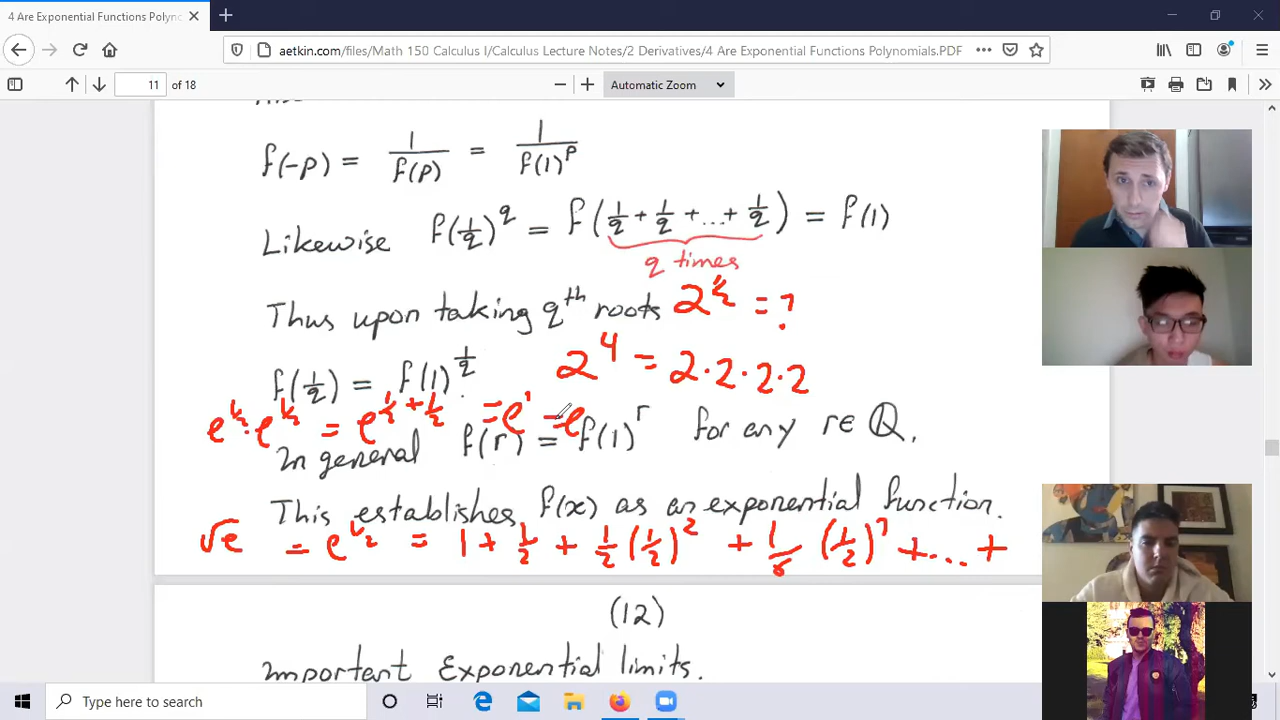 4 Are Exponential Functions Polync
aetkin.com/files/Math 150 Calculus I/Calculus Lecture Notes/2 Derivatives/4 Are Exponential Functions Polynomials.PDF
11 of 18
Automatic Zoom
f(-p) = 1/f(p) = 1/f(1)^p
Likewise f(1/q)^q = f(1/q + 1/q + ... + 1/q) = f(1)
q times
Thus upon taking qth roots 2^1/2 = ?
f(1/q) = f(1)^1/q 2^4 = 2·2·2·2
e^1/2 · e^1/2 = e^1/2+1/2 = e^1 = e
In general f(r) = f(1)^r for any r∈ℚ.
This establishes f(x) as an exponential function.
√e = e^1/2 = 1 + 1/2 + 1/2 (1/2)^2 + 1/6 (1/2)^3 + ... +
(12)
Important Exponential limits.
Type here to search